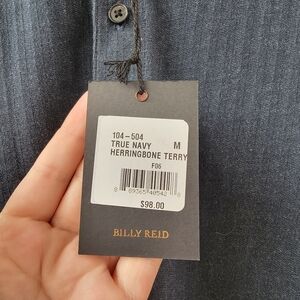 104-504
TRUE NAVY M
HERRINGBONE TERRY
F06
$98.00
BILLY REID